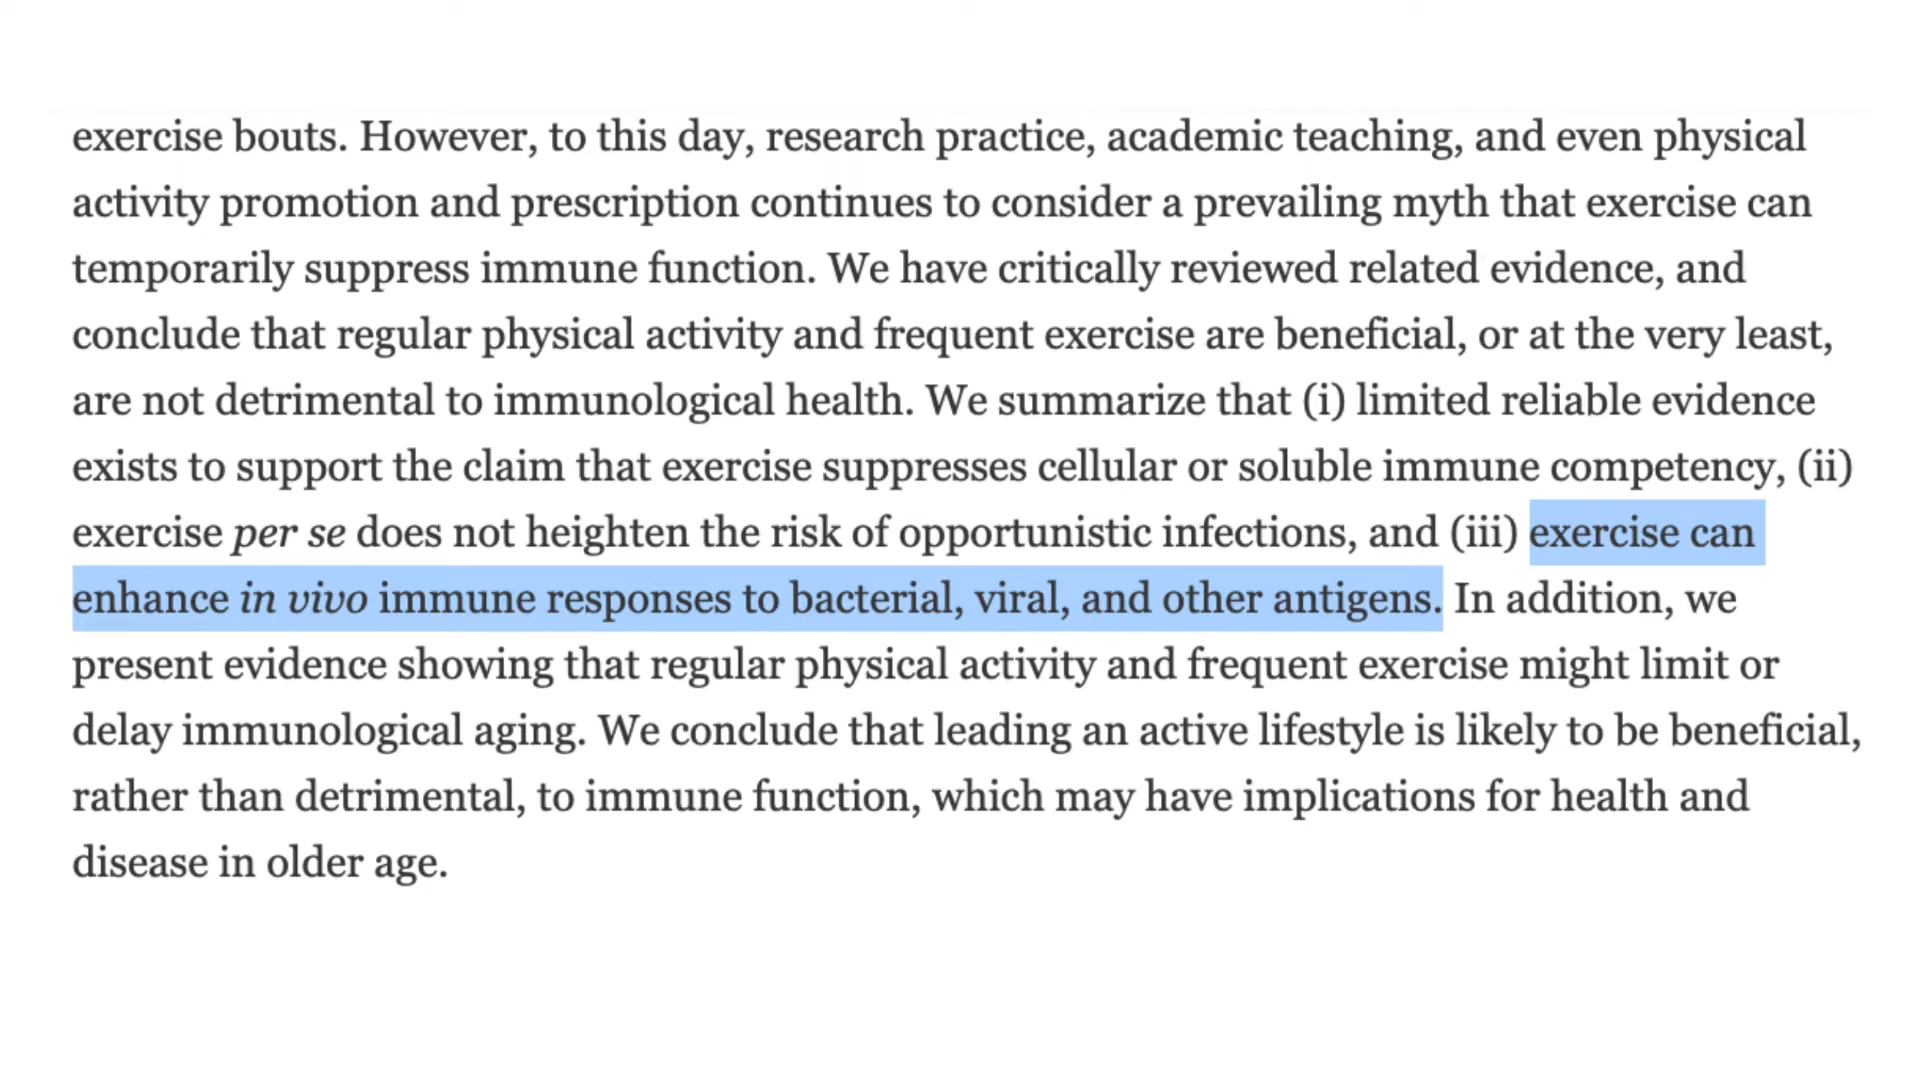 exercise bouts. However, to this day, research practice, academic teaching, and even physical
activity promotion and prescription continues to consider a prevailing myth that exercise can
temporarily suppress immune function. We have critically reviewed related evidence, and
conclude that regular physical activity and frequent exercise are beneficial, or at the very least,
are not detrimental to immunological health. We summarize that (i) limited reliable evidence
exists to support the claim that exercise suppresses cellular or soluble immune competency, (ii)
exercise per se does not heighten the risk of opportunistic infections, and (iii) exercise can
enhance in vivo immune responses to bacterial, viral, and other antigens. In addition, we
present evidence showing that regular physical activity and frequent exercise might limit or
delay immunological aging. We conclude that leading an active lifestyle is likely to be beneficial,
rather than detrimental, to immune function, which may have implications for health and
disease in older age.